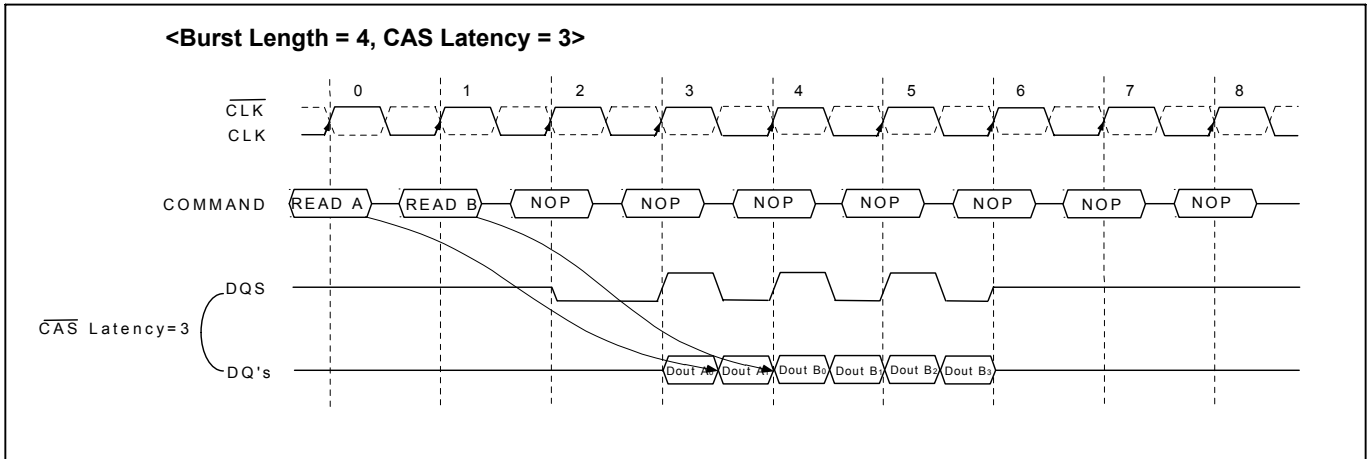 <Burst Length = 4, CAS Latency = 3>
0 1 2 3 4 5 6 7 8
CLK
CLK
COMMAND READ A READ B NOP NOP NOP NOP NOP NOP NOP
DQS
CAS Latency=3
DQ's Dout A0 Dout A1 Dout B0 Dout B1 Dout B2 Dout B3